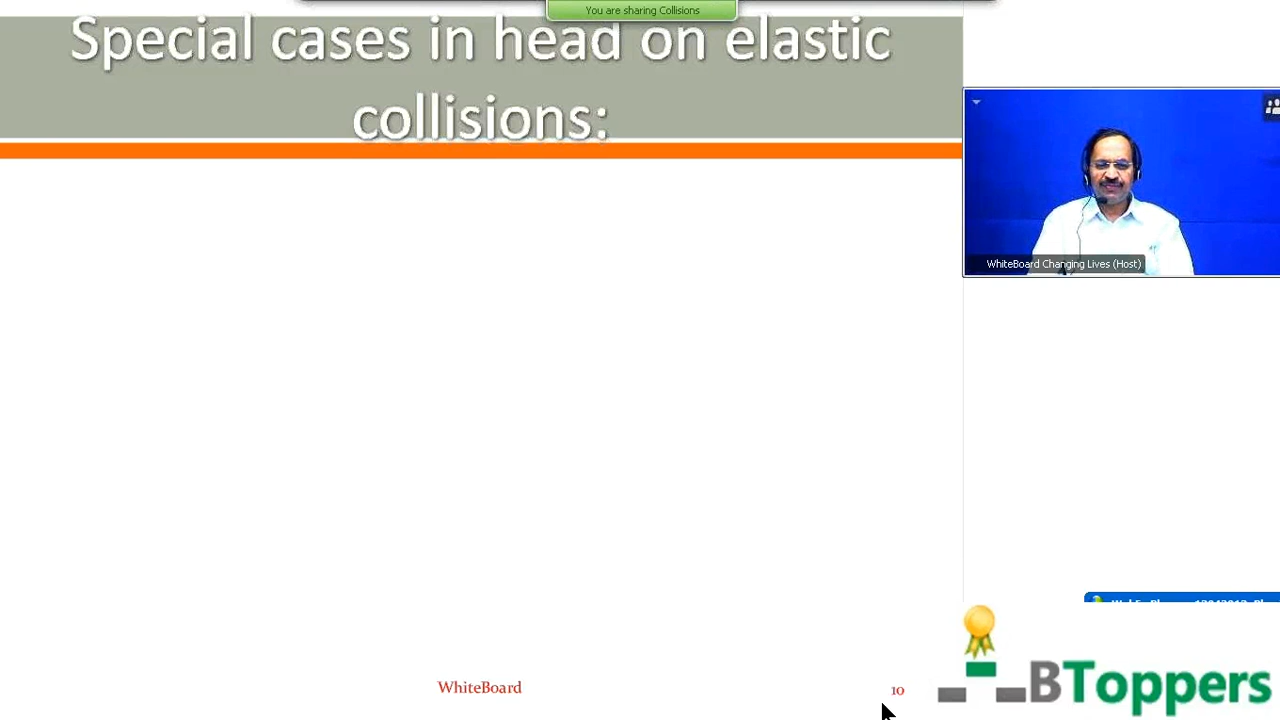 You are sharing Collisions
Special cases in head on elastic
collisions:
WhiteBoard Changing Lives (Host)
WhiteBoard
10
BToppers